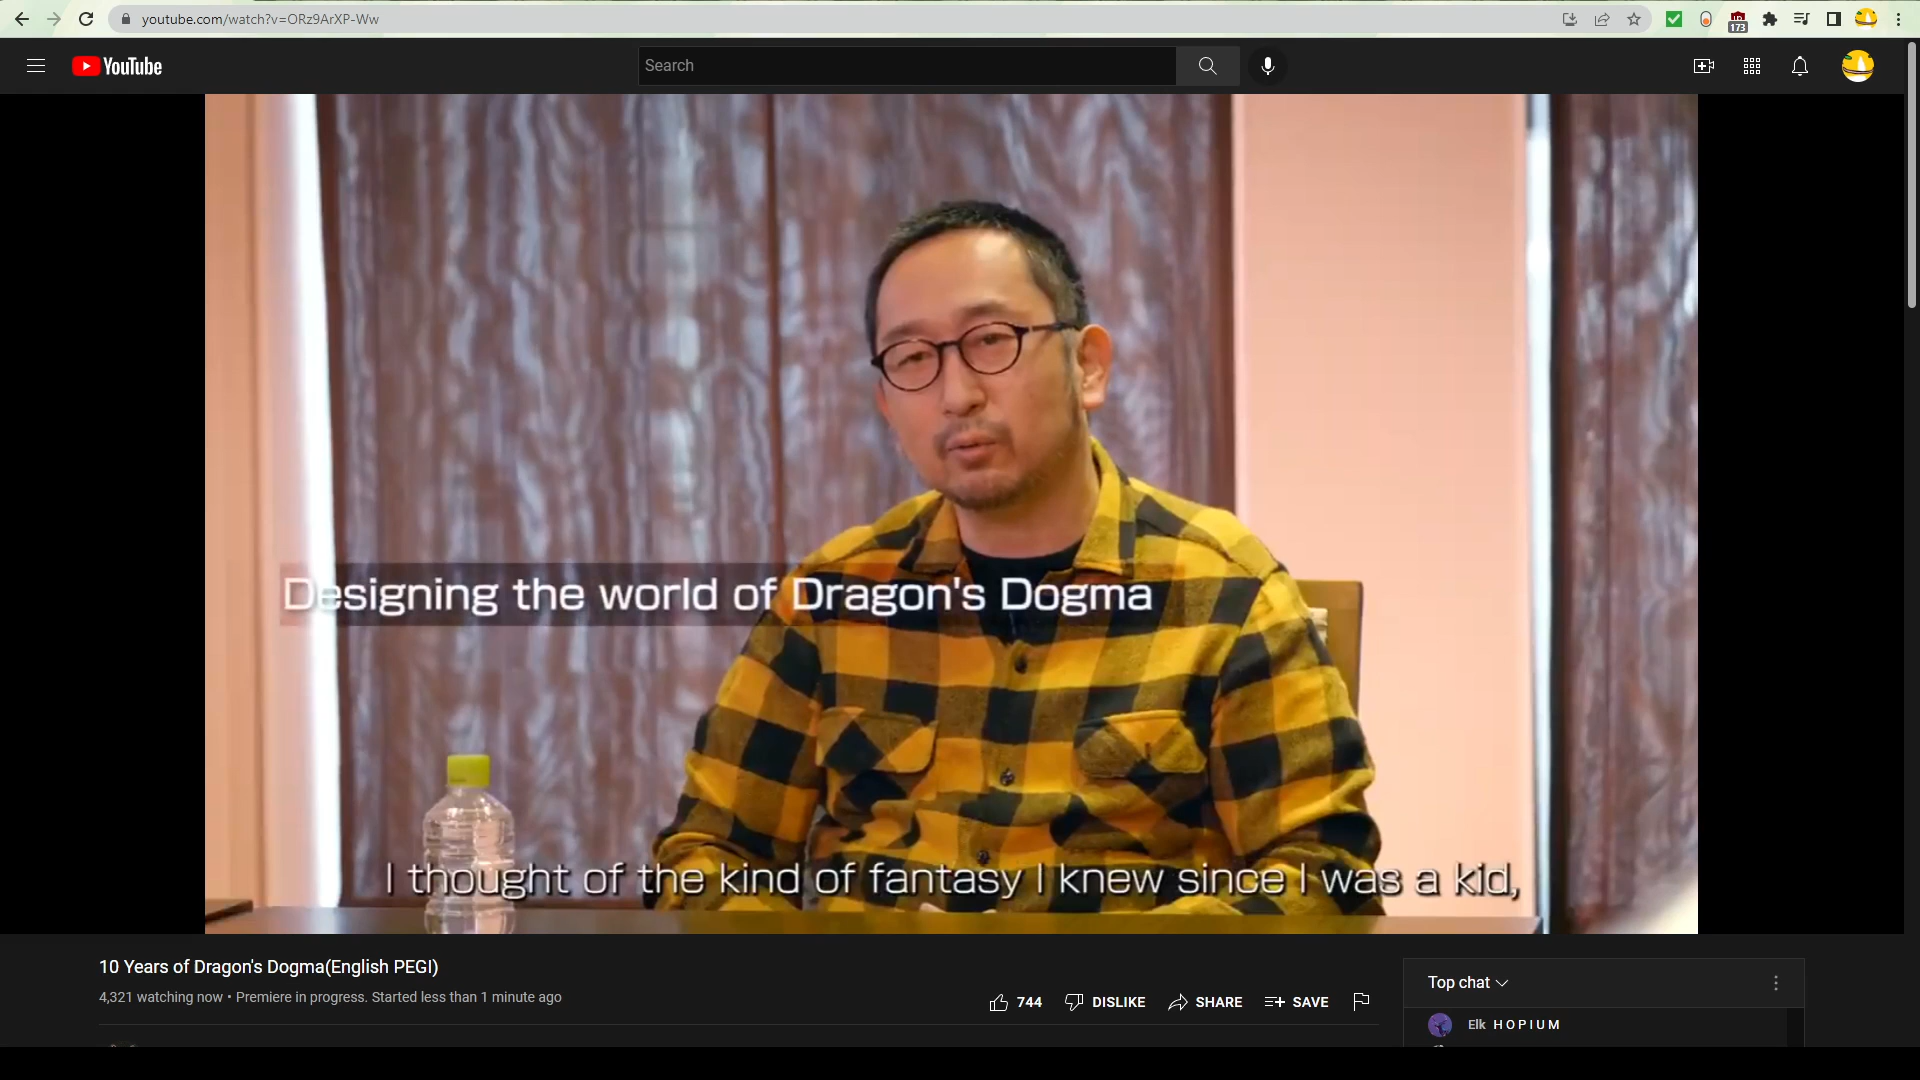 youtube.com/watch?v=ORz9ArXP-Ww
173
YouTube
Search
Designing the world of Dragon's Dogma
I thought of the kind of fantasy I knew since I was a kid,
10 Years of Dragon's Dogma(English PEGI)
4,321 watching now • Premiere in progress. Started less than 1 minute ago
744 DISLIKE SHARE SAVE
Top chat
Elk H O P I U M